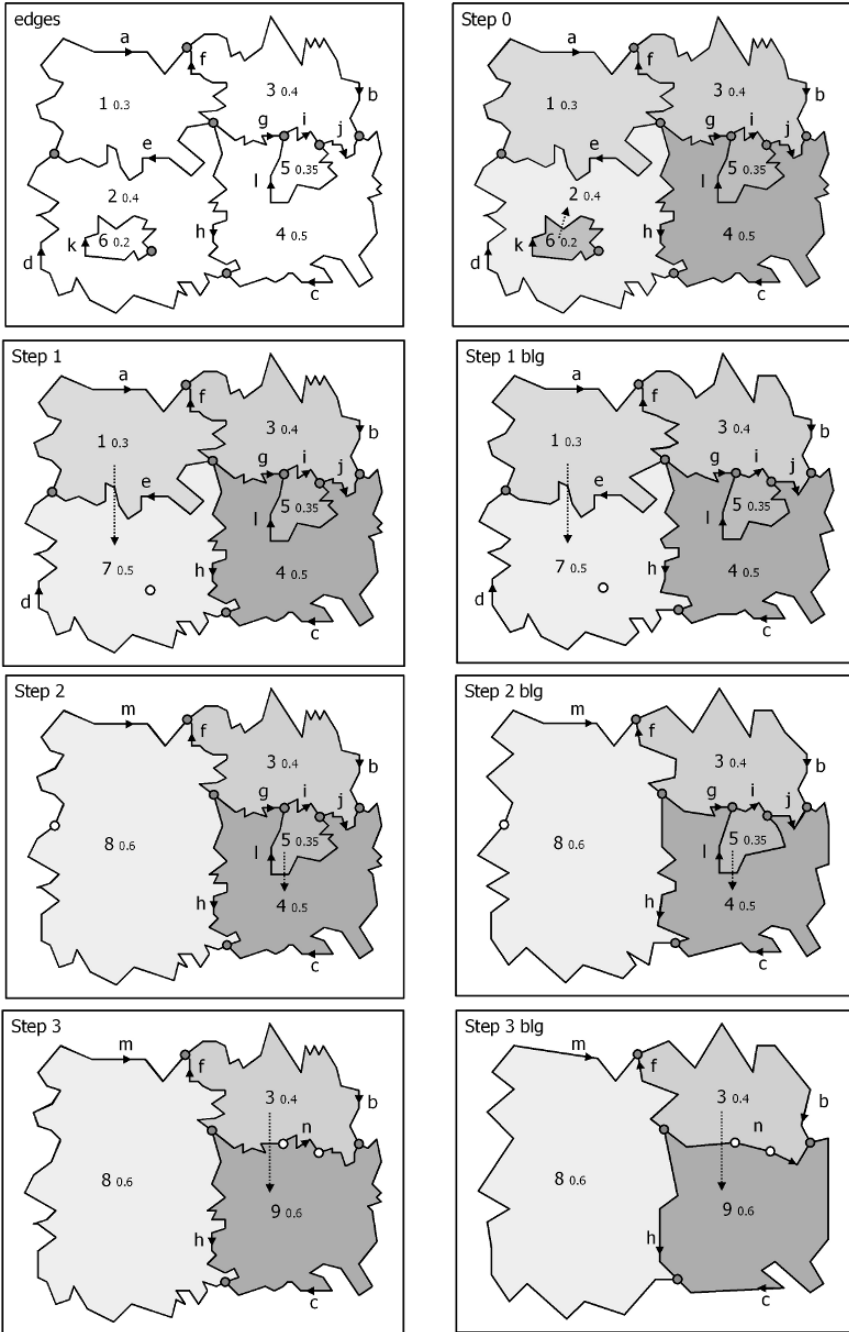 edges
a
f
3 0.4
b
1 0.3
g
i
j
e
5 0.35
2 0.4
l
h
4 0.5
k
6 0.2
d
c
Step 0
a
f
3 0.4
b
1 0.3
g
i
j
e
5 0.35
2 0.4
l
h
4 0.5
k
6 0.2
d
c
Step 1
a
f
3 0.4
b
1 0.3
g
i
j
e
5 0.35
l
7 0.5
h
4 0.5
d
c
Step 1 blg
a
f
3 0.4
b
1 0.3
g
i
j
e
5 0.35
l
7 0.5
h
4 0.5
d
c
Step 2
m
f
3 0.4
b
g
i
j
8 0.6
5 0.35
l
h
4 0.5
c
Step 2 blg
m
f
3 0.4
b
g
i
j
8 0.6
5 0.35
l
h
4 0.5
c
Step 3
m
f
3 0.4
b
n
8 0.6
9 0.6
h
c
Step 3 blg
m
f
3 0.4
b
n
8 0.6
9 0.6
h
c